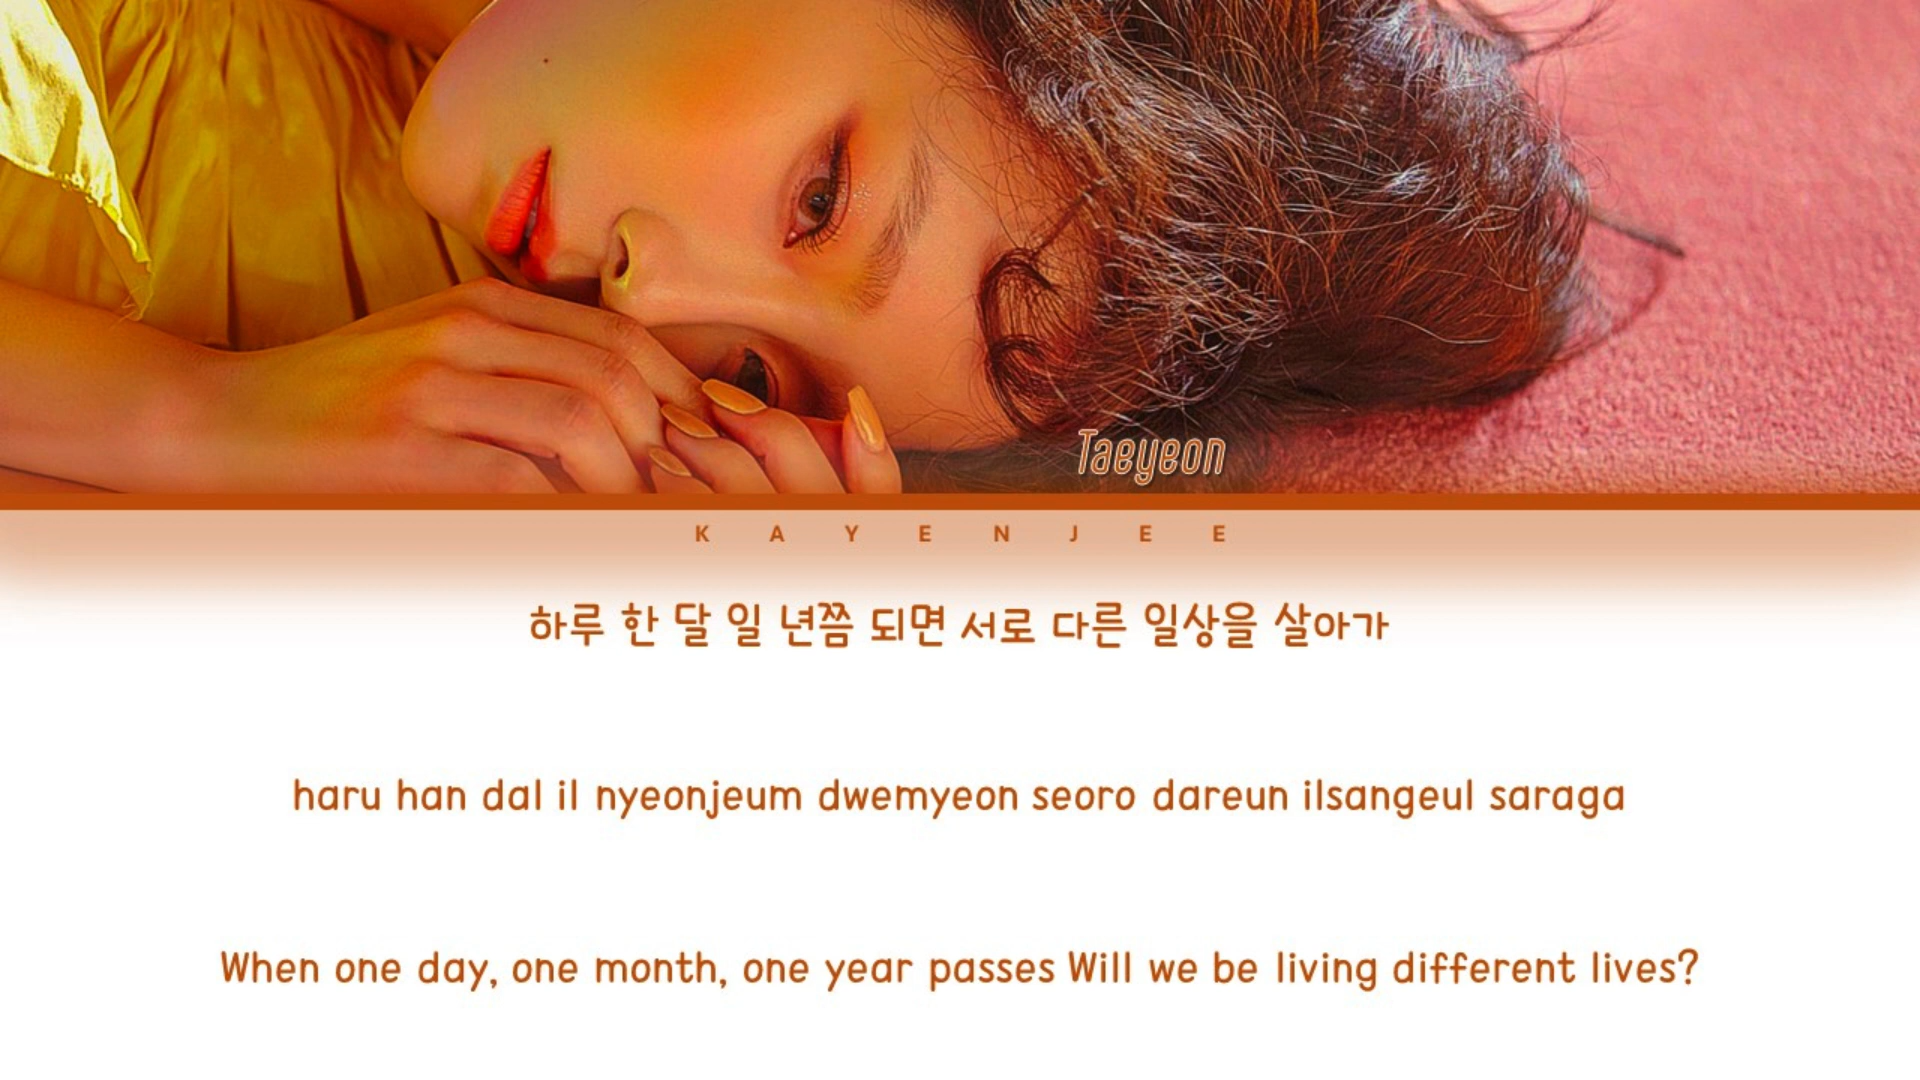 Taeyeon
KAYENJEE
하루 한 달 일 년쯤 되면 서로 다른 일상을 살아가
haru han dal il nyeonjeum dwemyeon seoro dareun ilsangeul saraga
When one day, one month, one year passes Will we be living different lives?